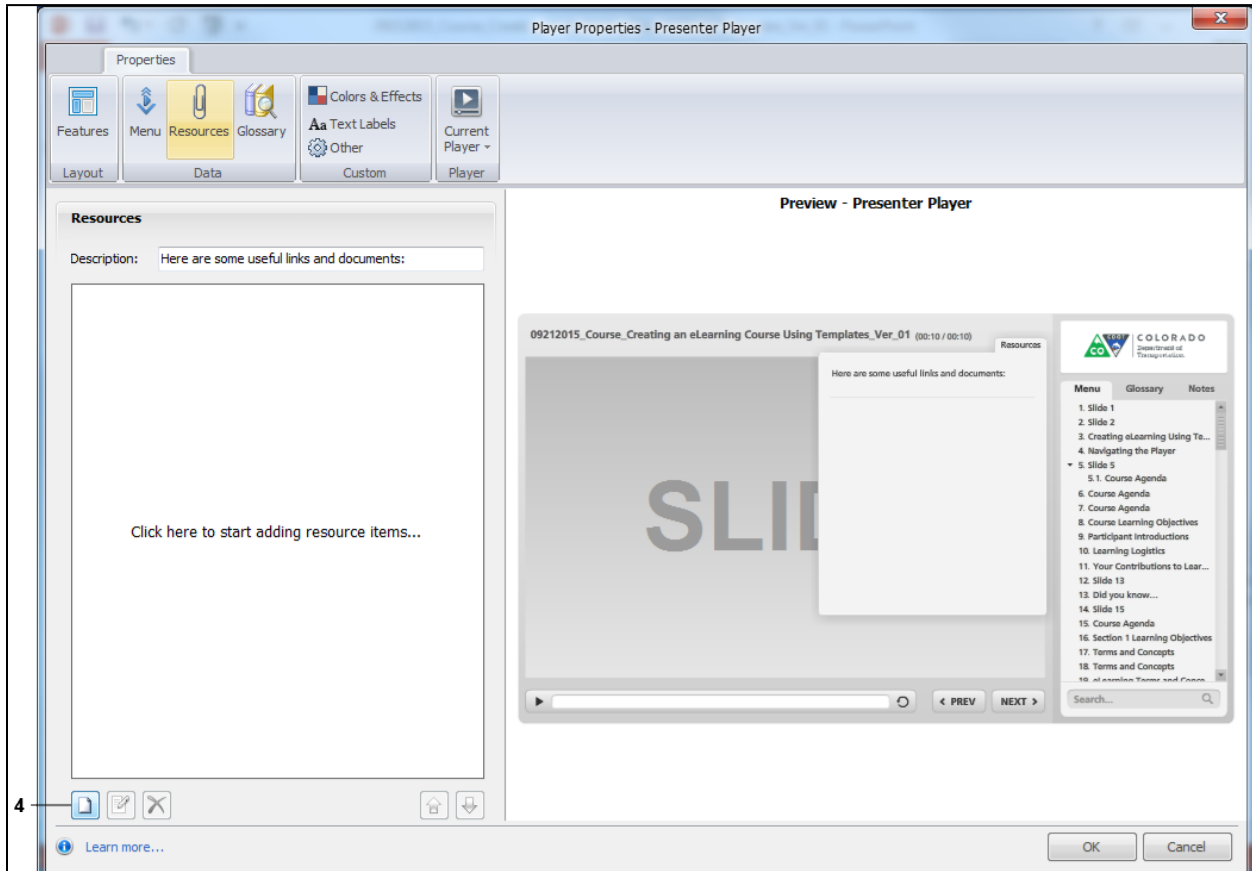 Player Properties - Presenter Player
Properties
Features
Menu
Resources
Glossary
Colors & Effects
Aa Text Labels
Other
Current
Player
Layout
Data
Custom
Player
Resources
Description: Here are some useful links and documents:
Click here to start adding resource items...
Preview - Presenter Player
09212015_Course_Creating an eLearning Course Using Templates_Ver_01 (00:10 / 00:10)
Resources
Here are some useful links and documents:
SLID
CO
COLORADO
Department of
Transportation
Menu Glossary Notes
1. Slide 1
2. Slide 2
3. Creating eLearning Using Te...
4. Navigating the Player
5. Slide 5
5.1. Course Agenda
6. Course Agenda
7. Course Agenda
8. Course Learning Objectives
9. Participant Introductions
10. Learning Logistics
11. Your Contributions to Lear...
12. Slide 13
13. Did you know...
14. Slide 15
15. Course Agenda
16. Section 1 Learning Objectives
17. Terms and Concepts
18. Terms and Concepts
19. eLearning Terms and Conce...
Search...
< PREV
NEXT >
4
Learn more...
OK
Cancel